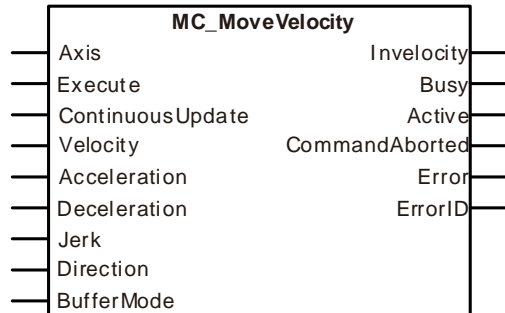 MC_MoveVelocity
Axis Invelocity
Execute Busy
ContinuousUpdate Active
Velocity CommandAborted
Acceleration Error
Deceleration ErrorID
Jerk
Direction
BufferMode